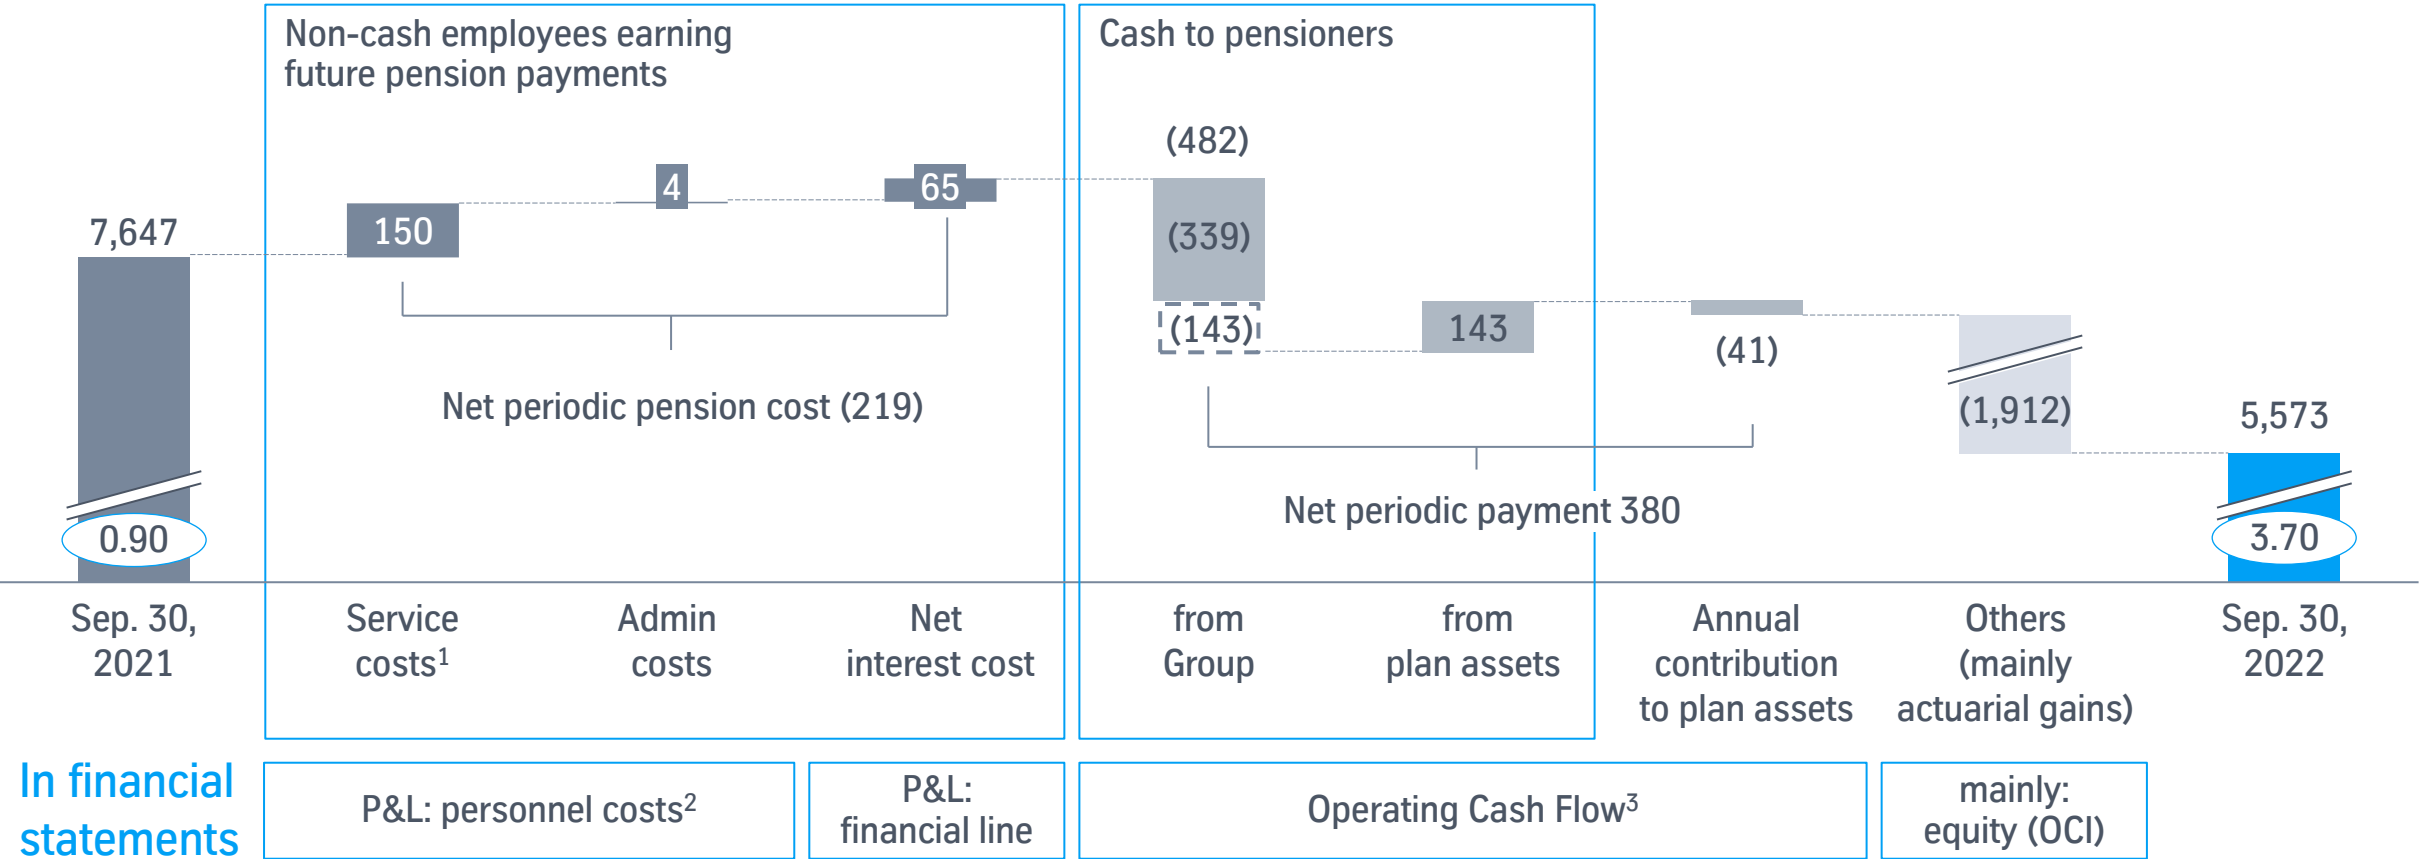 Non-cash employees earning
future pension payments
Cash to pensioners
7,647
150
4
65
(482)
(339)
(143)
143
(41)
(1,912)
5,573
Net periodic pension cost (219)
Net periodic payment 380
0.90
3.70
Sep. 30,
2021
Service
costs¹
Admin
costs
Net
interest cost
from
Group
from
plan assets
Annual
contribution
to plan assets
Others
(mainly
actuarial gains)
Sep. 30,
2022
In financial
statements
P&L: personnel costs²
P&L:
financial line
Operating Cash Flow³
mainly:
equity (OCI)